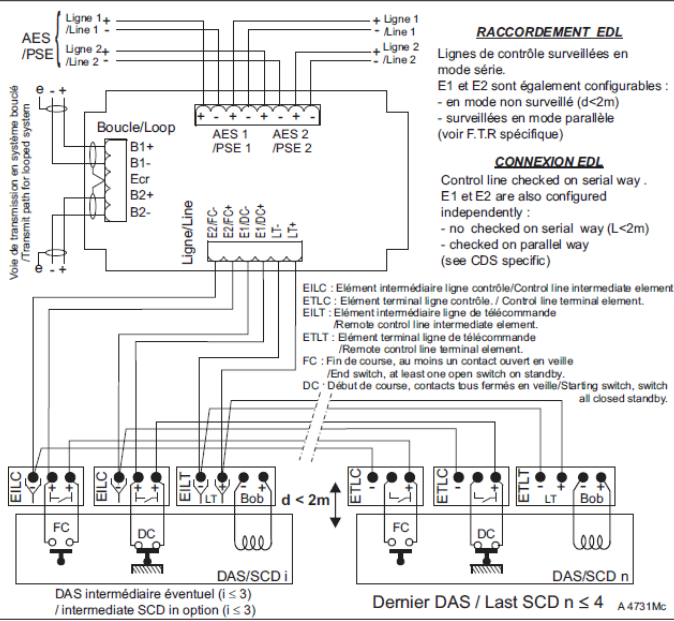 AES
/PSE
Ligne 1 +
/Line 1 -
Ligne 2 +
/Line 2 -
+ Ligne 1
- /Line 1
+ Ligne 2
- /Line 2
RACCORDEMENT EDL
Lignes de contrôle surveillées en
mode série.
E1 et E2 sont également configurables :
- en mode non surveillé (d<2m)
- surveillées en mode parallèle
(voir F.T.R spécifique)
CONNEXION EDL
Control line checked on serial way .
E1 et E2 are also configured
independently :
- no checked on serial way (L<2m)
- checked on parallel way
(see CDS specific)
e - +
Voie de transmission en système bouclé
/Transmit path for looped system
e - +
Boucle/Loop
B1+
B1-
Ecr
B2+
B2-
+ - + - + - + -
AES 1
/PSE 1
AES 2
/PSE 2
Ligne/Line
E2/FC-
E2/FC+
E1/DC-
E1/DC+
LT-
LT+
EILC : Elément intermédiaire ligne contrôle/Control line intermediate element
ETLC : Elément terminal ligne contrôle. / Control line terminal element.
EILT : Elément intermédiaire ligne de télécommande
/Remote control line intermediate element.
ETLT : Elément terminal ligne de télécommande
/Remote control line terminal element.
FC : Fin de course, au moins un contact ouvert en veille
/End switch, at least one open switch on standby.
DC : Début de course, contacts tous fermés en veille/Starting switch, switch
all closed standby.
EILC
- + +
EILC
- + +
EILT
- + - +
LT
Bob
d < 2m
ETLC
- +
ETLC
- +
ETLT
- + - +
LT
Bob
FC
DC
DAS/SCD i
FC
DC
DAS/SCD n
DAS intermédiaire éventuel (i ≤ 3)
/ intermediate SCD in option (i ≤ 3)
Dernier DAS / Last SCD n ≤ 4
A 4731Mc